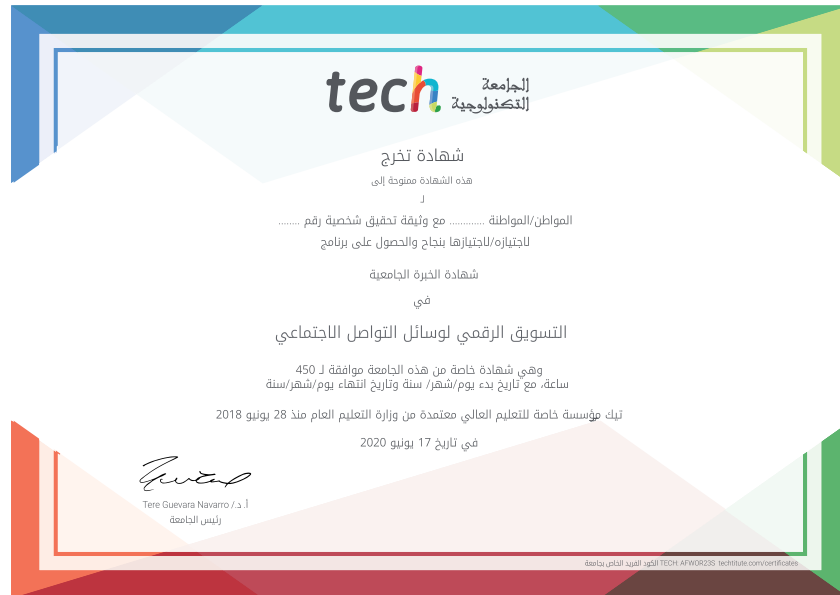 tech الجامعة
التكنولوجية
شهادة تخرج
هذه الشهادة ممنوحة إلى
لـ
المواطن/المواطنة ............. مع وثيقة تحقيق شخصية رقم ........
لاجتيازه/لاجتيازها بنجاح والحصول على برنامج
شهادة الخبرة الجامعية
في
التسويق الرقمي لوسائل التواصل الاجتماعي
وهي شهادة خاصة من هذه الجامعة موافقة لـ 450
ساعة، مع تاريخ بدء يوم/شهر/ سنة وتاريخ انتهاء يوم/شهر/سنة
تيك مؤسسة خاصة للتعليم العالي معتمدة من وزارة التعليم العام منذ 28 يونيو 2018
في تاريخ 17 يونيو 2020
أ. د./ Tere Guevara Navarro
رئيس الجامعة
الكود الفريد الخاص بجامعة TECH: AFWOR23S techtitute.com/certificates